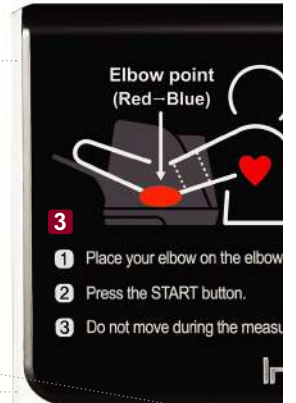 Elbow point
(Red→Blue)
3
1 Place your elbow on the elbow
2 Press the START button.
3 Do not move during the